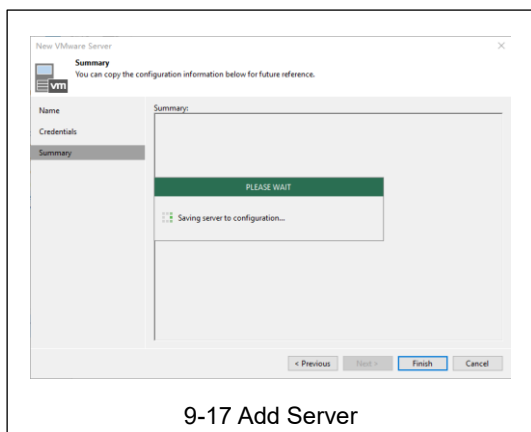 New VMware Server
Summary
You can copy the configuration information below for future reference.
vm
Name
Summary:
Credentials
Summary
PLEASE WAIT
Saving server to configuration...
< Previous
Next >
Finish
Cancel
9-17 Add Server